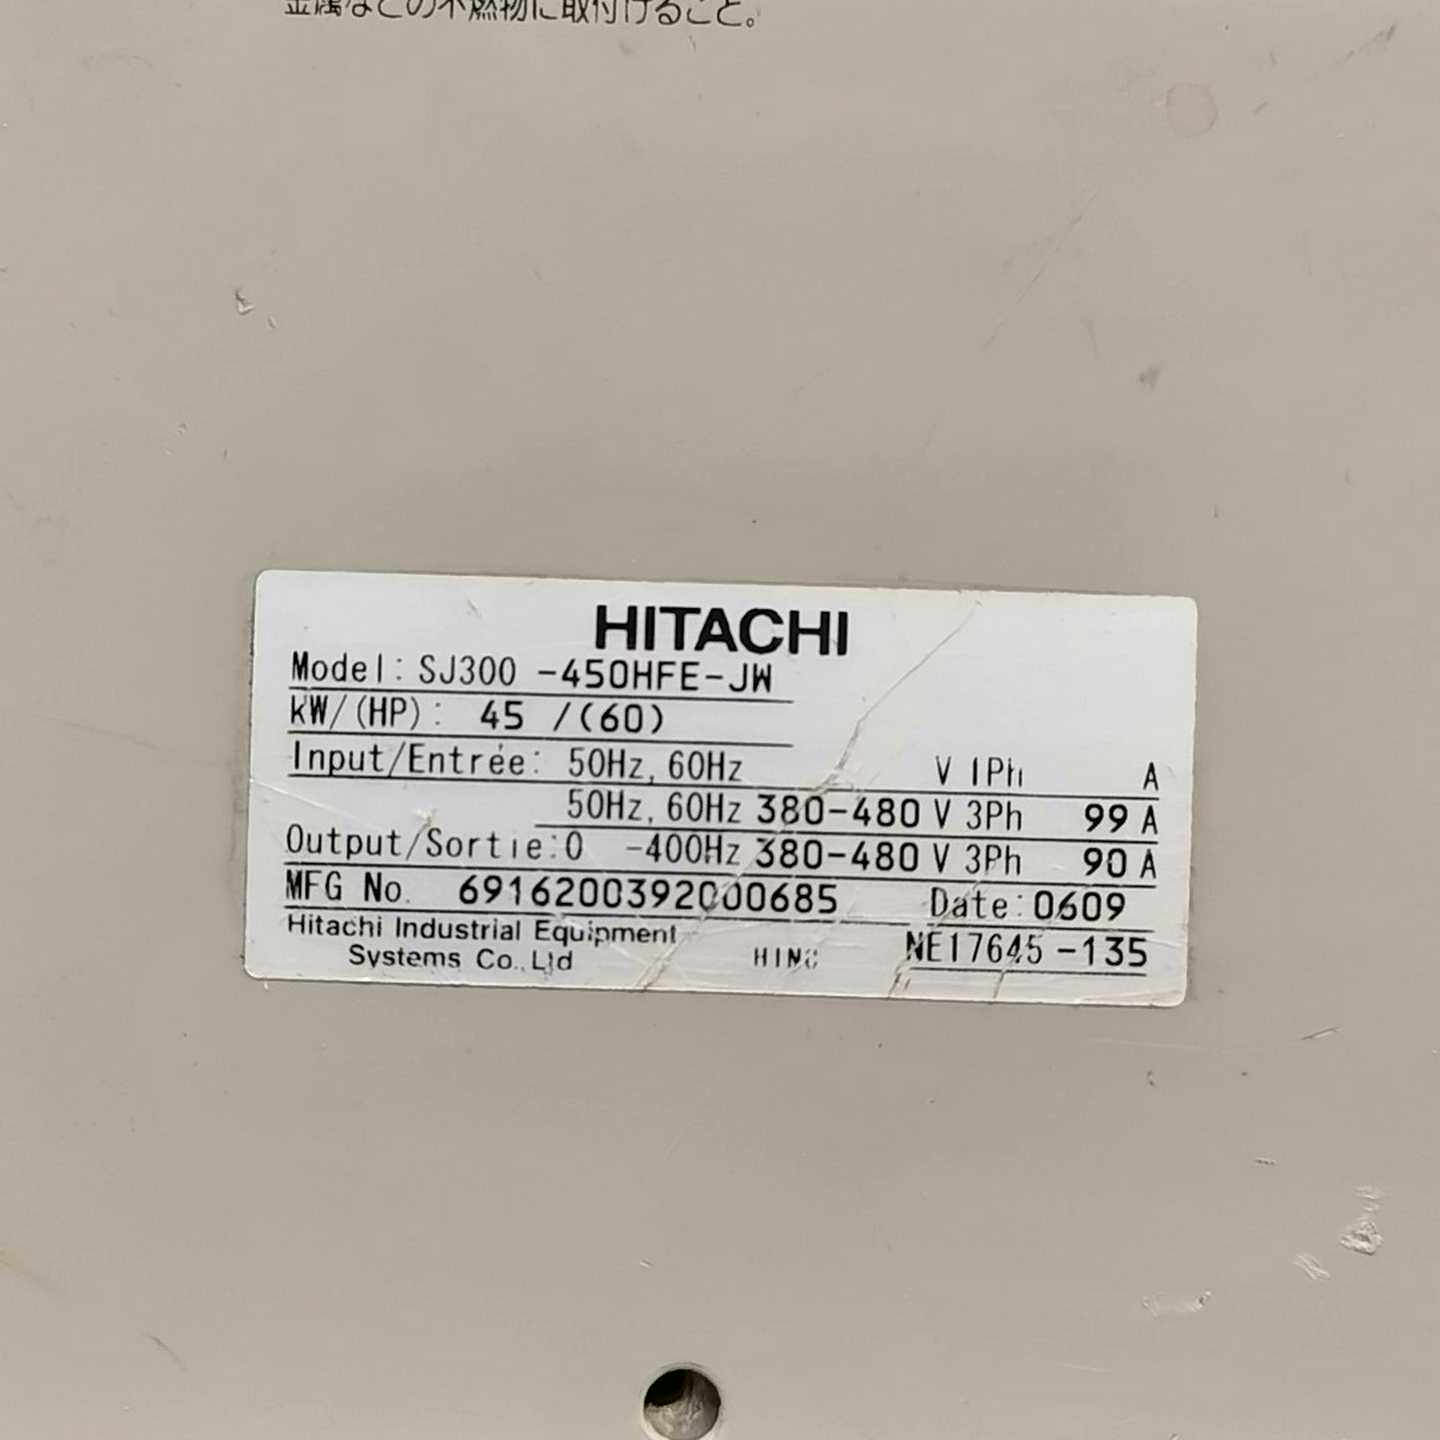 金属などの不燃物に取付けること。
HITACHI
Model: SJ300 -450HFE-JW
kW/(HP): 45 /(60)
Input/Entrée: 50Hz, 60Hz V 1Ph A
50Hz, 60Hz 380-480 V 3Ph 99 A
Output/Sortie: 0 -400Hz 380-480 V 3Ph 90 A
MFG No. 6916200392000685 Date: 0609
Hitachi Industrial Equipment
Systems Co., Ltd NE17645 -135